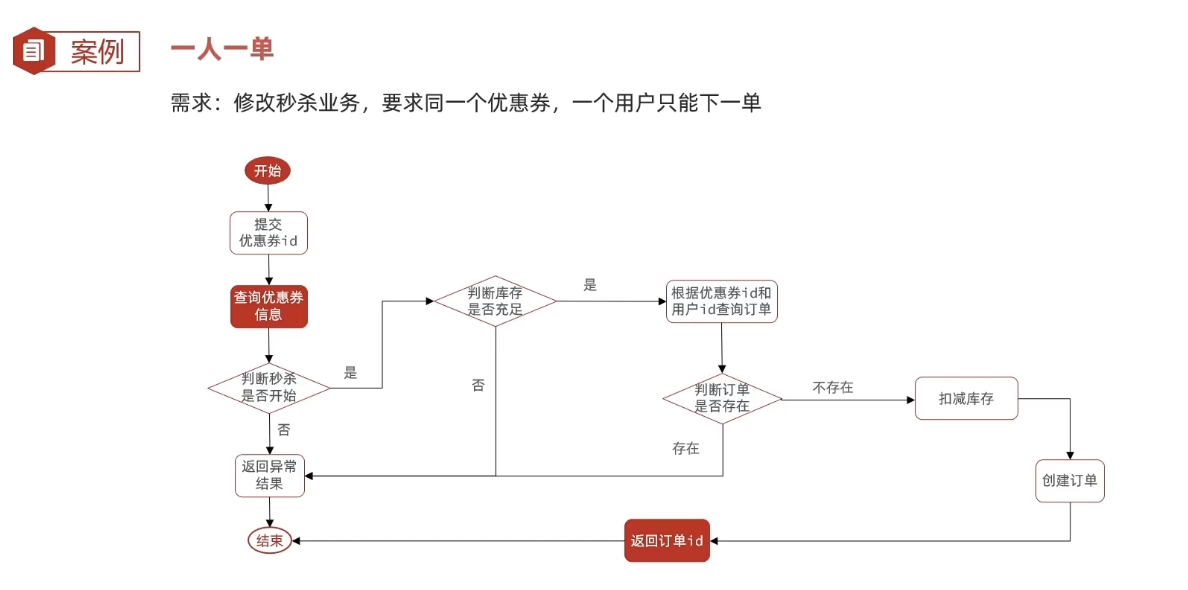 案例
一人一单
需求：修改秒杀业务，要求同一个优惠券，一个用户只能下一单
开始
提交
优惠券id
查询优惠券
信息
判断秒杀
是否开始
是
否
判断库存
是否充足
是
否
根据优惠券id和
用户id查询订单
判断订单
是否存在
不存在
存在
扣减库存
创建订单
返回异常
结果
返回订单id
结束